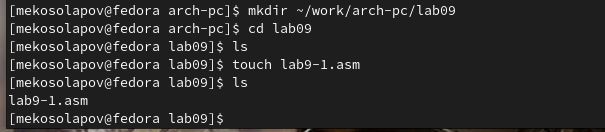 [mekosolapov@fedora arch-pc]$ mkdir ~/work/arch-pc/lab09
[mekosolapov@fedora arch-pc]$ cd lab09
[mekosolapov@fedora lab09]$ ls
[mekosolapov@fedora lab09]$ touch lab9-1.asm
[mekosolapov@fedora lab09]$ ls
lab9-1.asm
[mekosolapov@fedora lab09]$